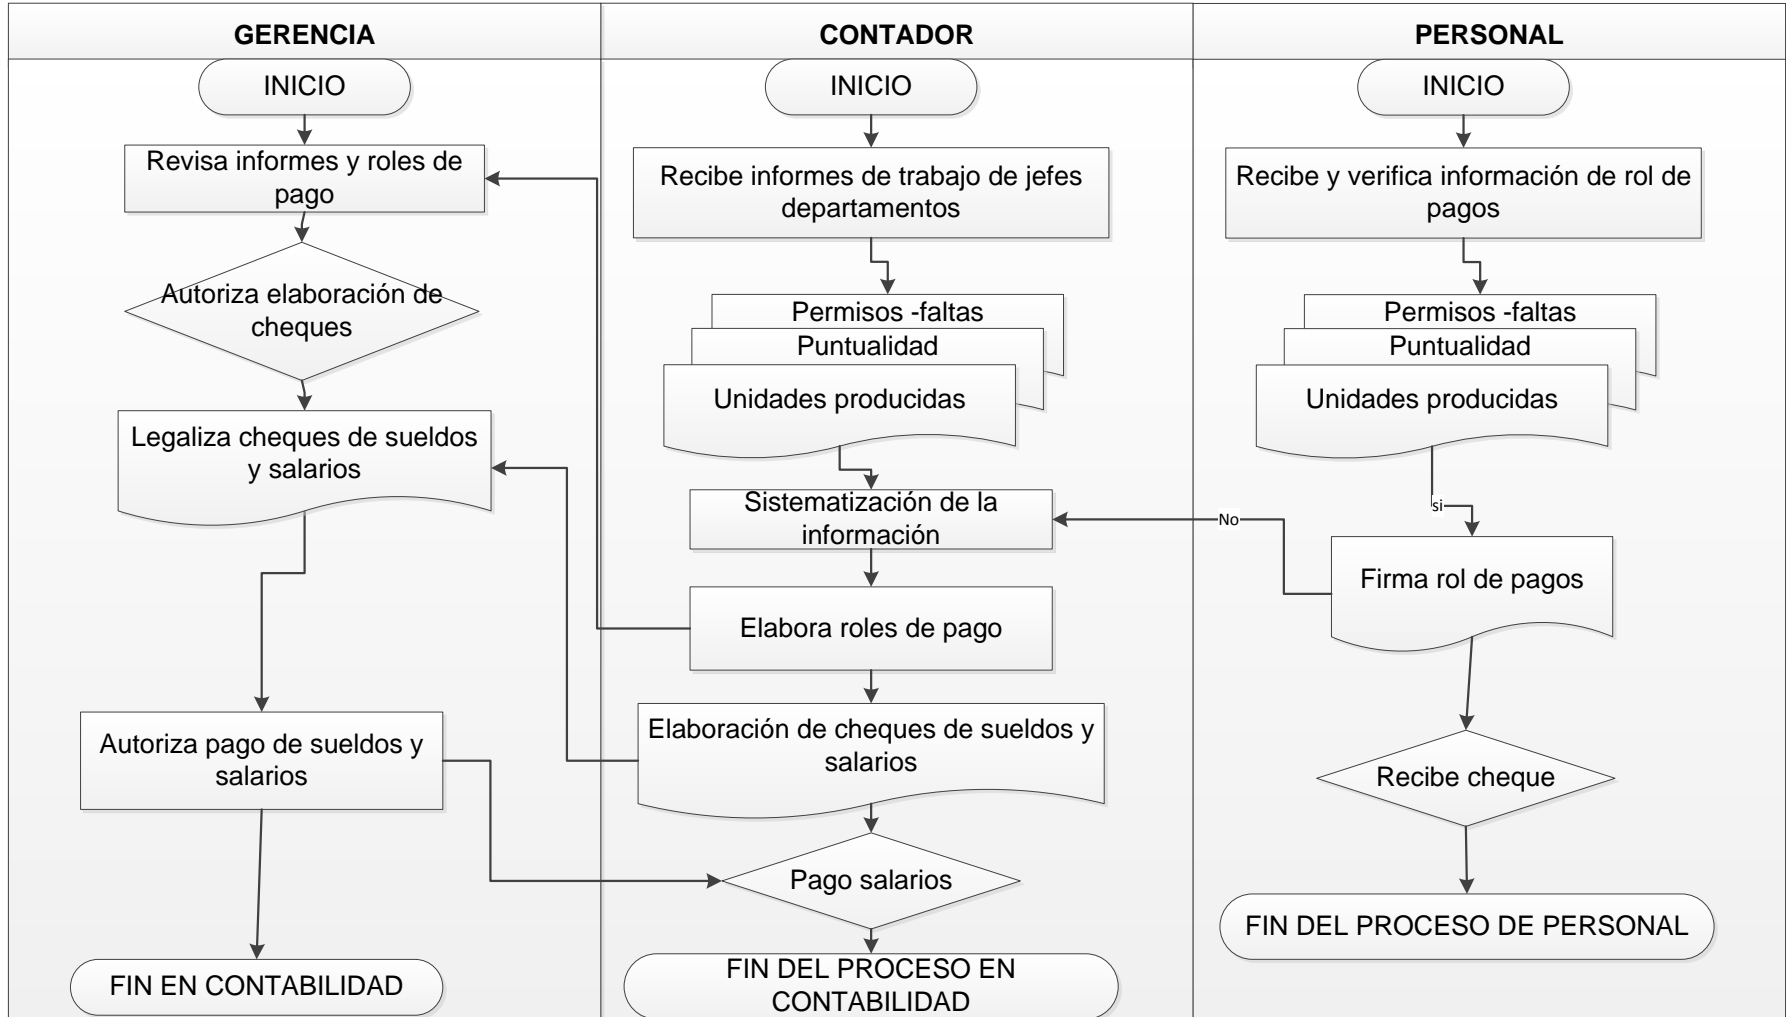 GERENCIA
INICIO
Revisa informes y roles de
pago
Autoriza elaboración de
cheques
Legaliza cheques de sueldos
y salarios
Autoriza pago de sueldos y
salarios
FIN EN CONTABILIDAD
CONTADOR
INICIO
Recibe informes de trabajo de jefes
departamentos
Permisos -faltas
Puntualidad
Unidades producidas
Sistematización de la
información
Elabora roles de pago
Elaboración de cheques de sueldos y
salarios
Pago salarios
FIN DEL PROCESO EN
CONTABILIDAD
PERSONAL
INICIO
Recibe y verifica información de rol de
pagos
Permisos -faltas
Puntualidad
Unidades producidas
si
No
Firma rol de pagos
Recibe cheque
FIN DEL PROCESO DE PERSONAL